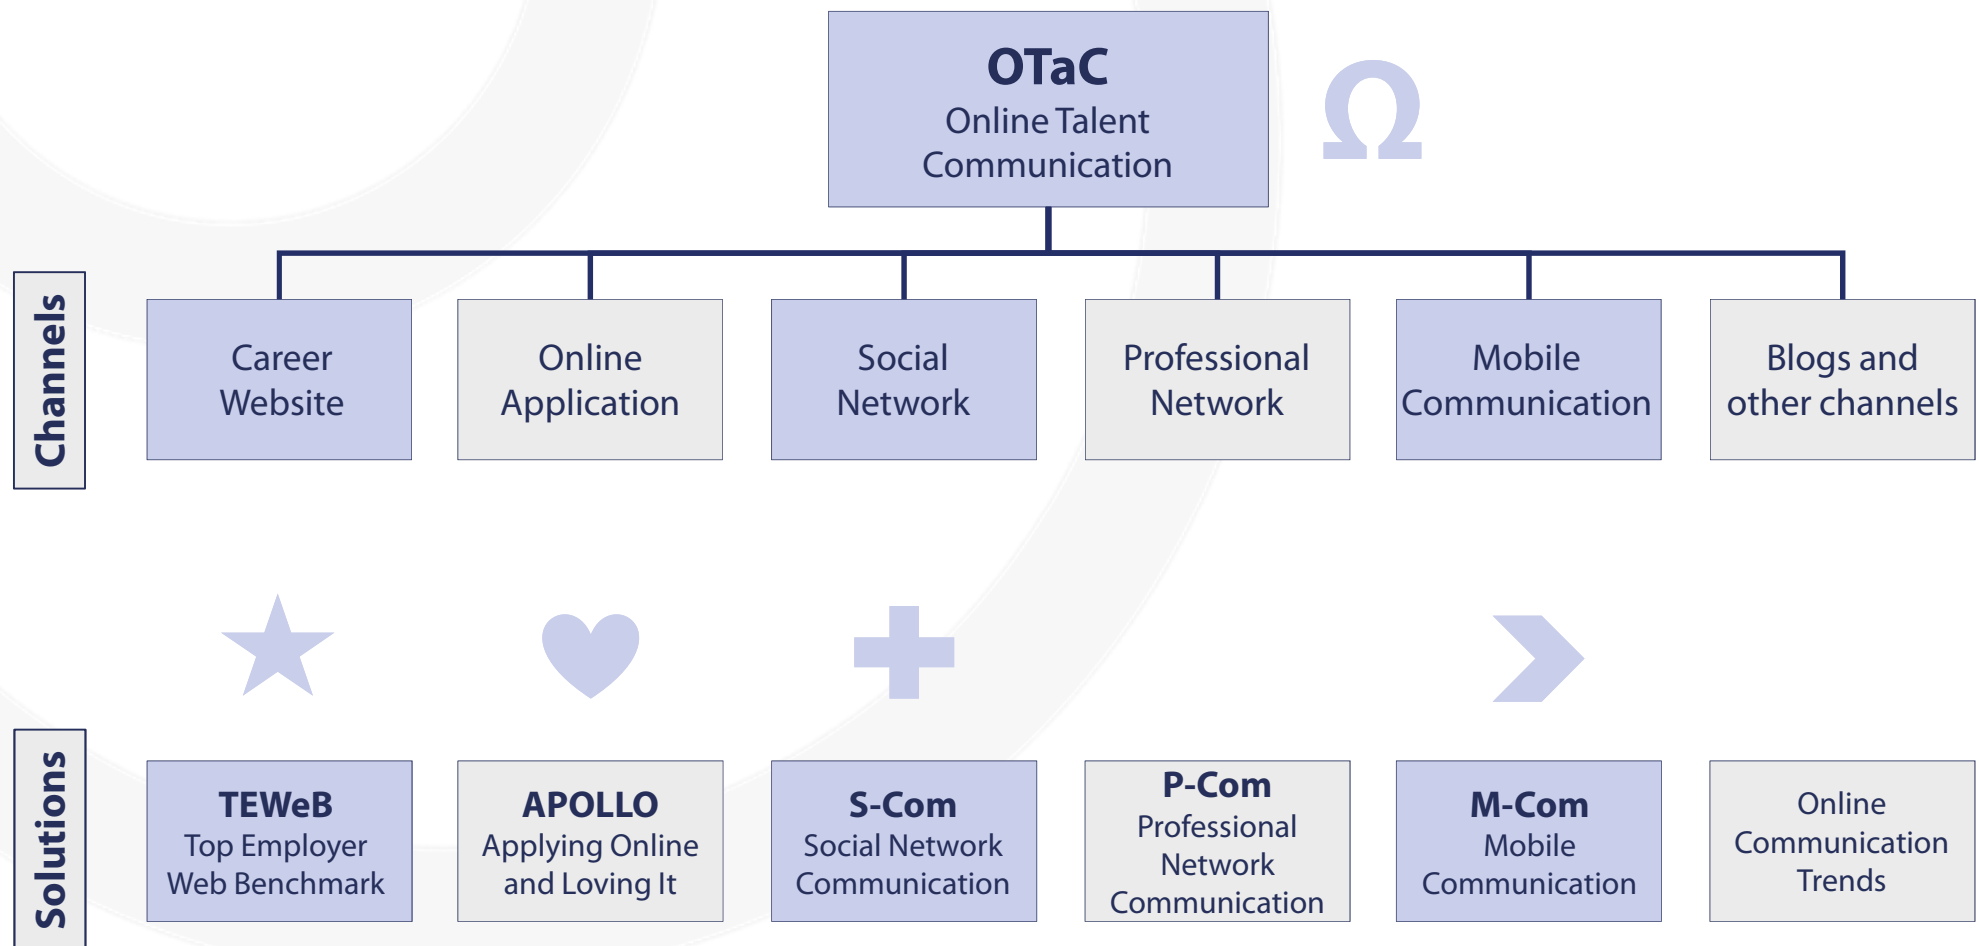 OTaC
Online Talent
Communication
Ω
Channels
Career
Website
Online
Application
Social
Network
Professional
Network
Mobile
Communication
Blogs and
other channels
Solutions
TEWeB
Top Employer
Web Benchmark
APOLLO
Applying Online
and Loving It
S-Com
Social Network
Communication
P-Com
Professional
Network
Communication
M-Com
Mobile
Communication
Online
Communication
Trends